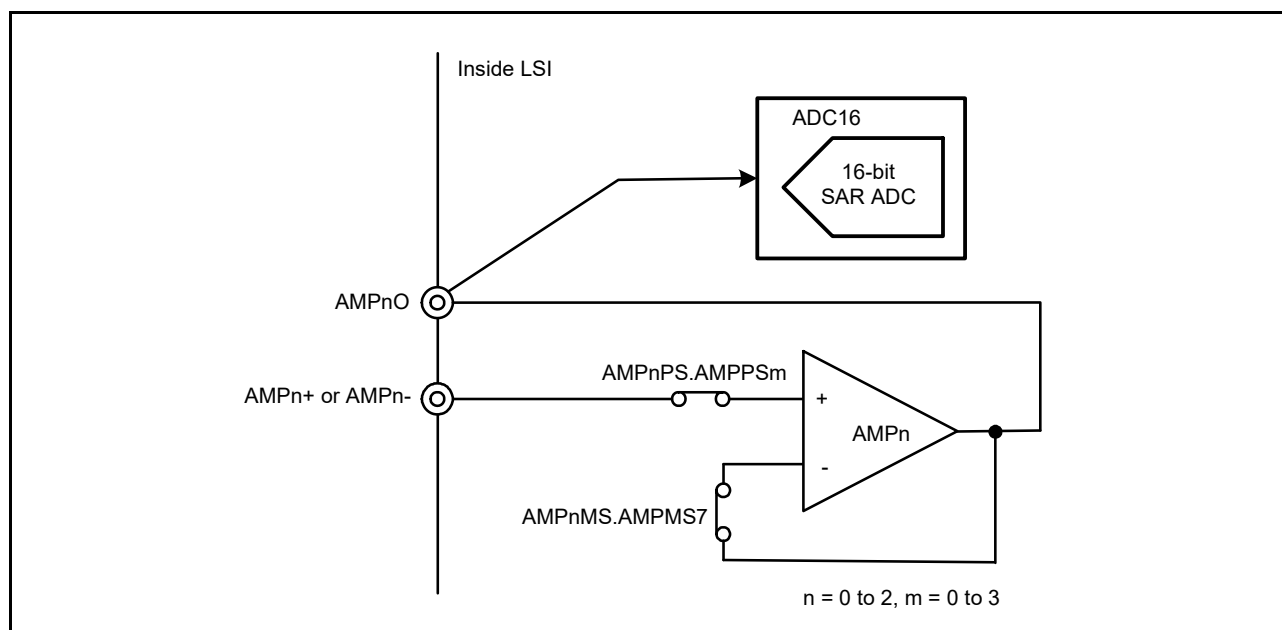 Inside LSI
ADC16
16-bit
SAR ADC
AMPnO
AMPnPS.AMPPSm
AMPn+ or AMPn-
+
AMPn
-
AMPnMS.AMPMS7
n = 0 to 2, m = 0 to 3